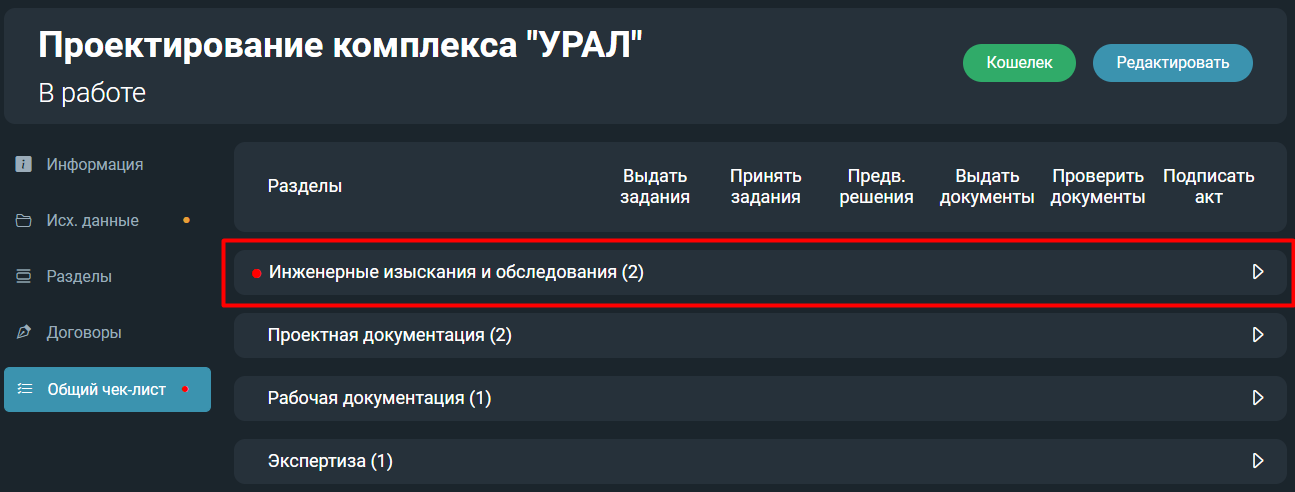 Проектирование комплекса "УРАЛ"
В работе
Кошелек
Редактировать
Информация
Исх. данные
Разделы
Договоры
Общий чек-лист
Разделы
Выдать
задания
Принять
задания
Предв.
решения
Выдать
документы
Проверить
документы
Подписать
акт
Инженерные изыскания и обследования (2)
Проектная документация (2)
Рабочая документация (1)
Экспертиза (1)